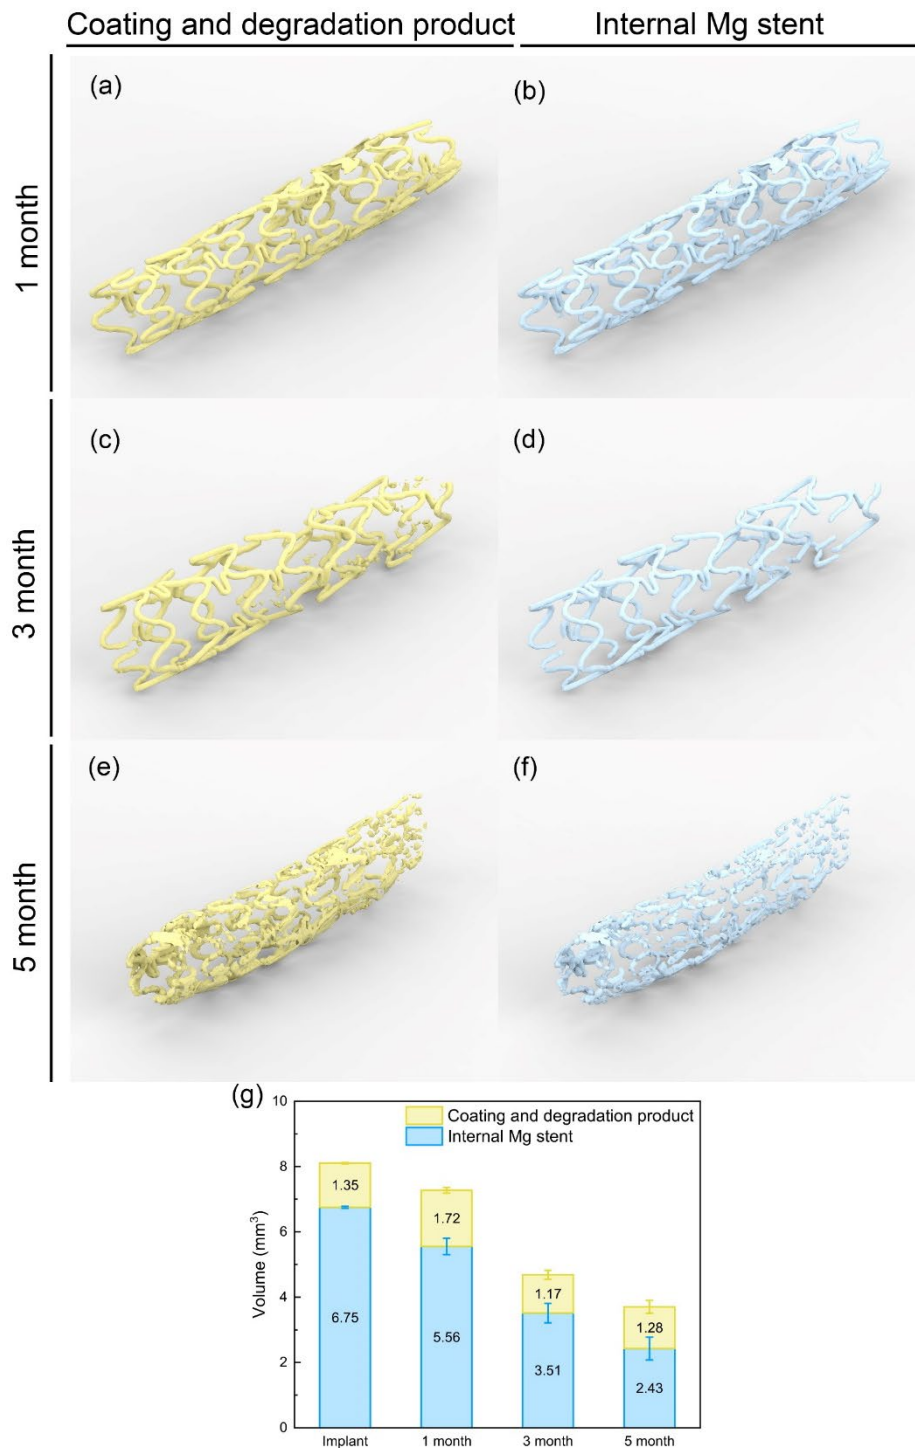 Coating and degradation product
Internal Mg stent
1 month
(a)
(b)
3 month
(c)
(d)
5 month
(e)
(f)
(g)
10
8
6
4
2
0
Volume (mm³)
Coating and degradation product
Internal Mg stent
1.35
6.75
1.72
5.56
1.17
3.51
1.28
2.43
Implant
1 month
3 month
5 month